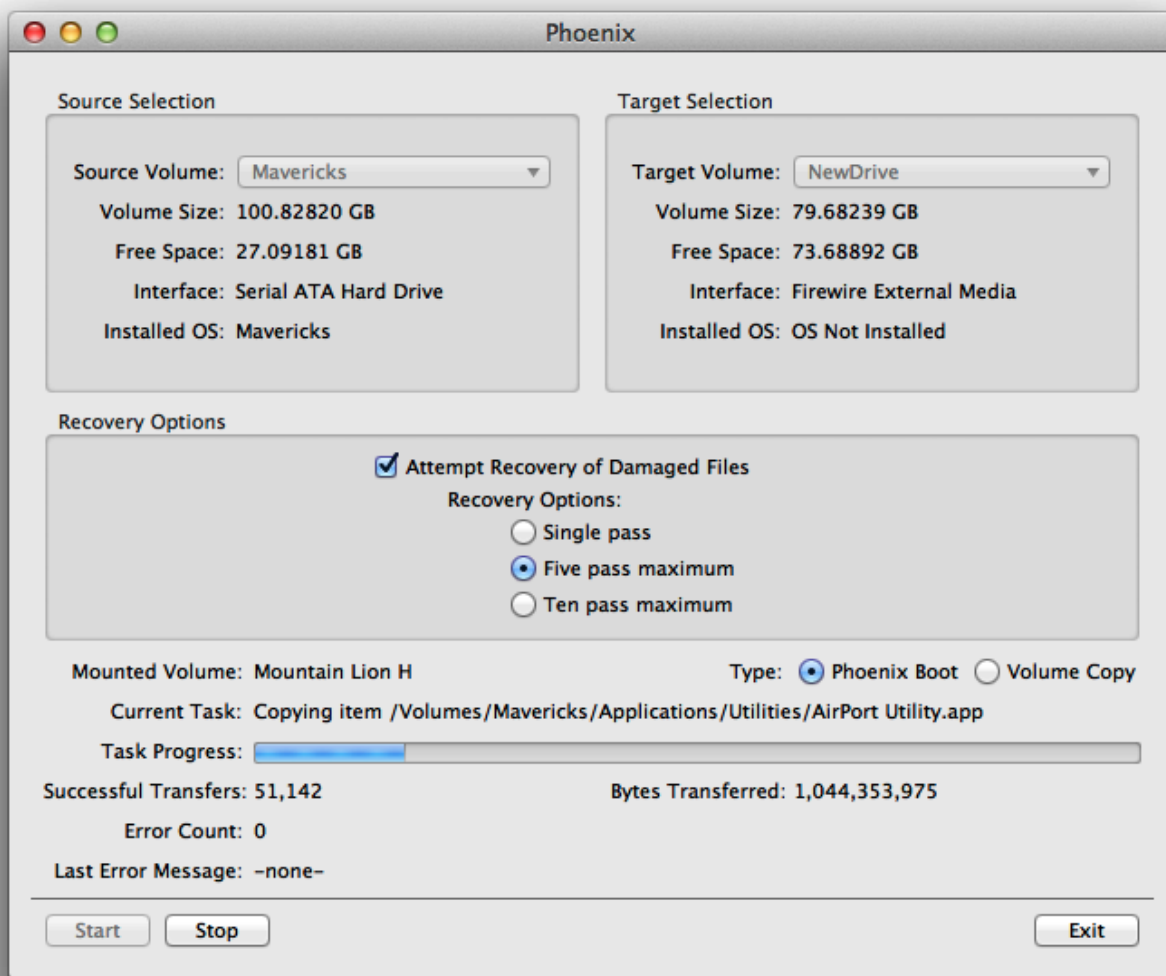 Phoenix
Source Selection
Source Volume: Mavericks
Volume Size: 100.82820 GB
Free Space: 27.09181 GB
Interface: Serial ATA Hard Drive
Installed OS: Mavericks
Target Selection
Target Volume: NewDrive
Volume Size: 79.68239 GB
Free Space: 73.68892 GB
Interface: Firewire External Media
Installed OS: OS Not Installed
Recovery Options
Attempt Recovery of Damaged Files
Recovery Options:
Single pass
Five pass maximum
Ten pass maximum
Mounted Volume: Mountain Lion H Type: Phoenix Boot Volume Copy
Current Task: Copying item /Volumes/Mavericks/Applications/Utilities/AirPort Utility.app
Task Progress:
Successful Transfers: 51,142 Bytes Transferred: 1,044,353,975
Error Count: 0
Last Error Message: -none-
Start Stop Exit